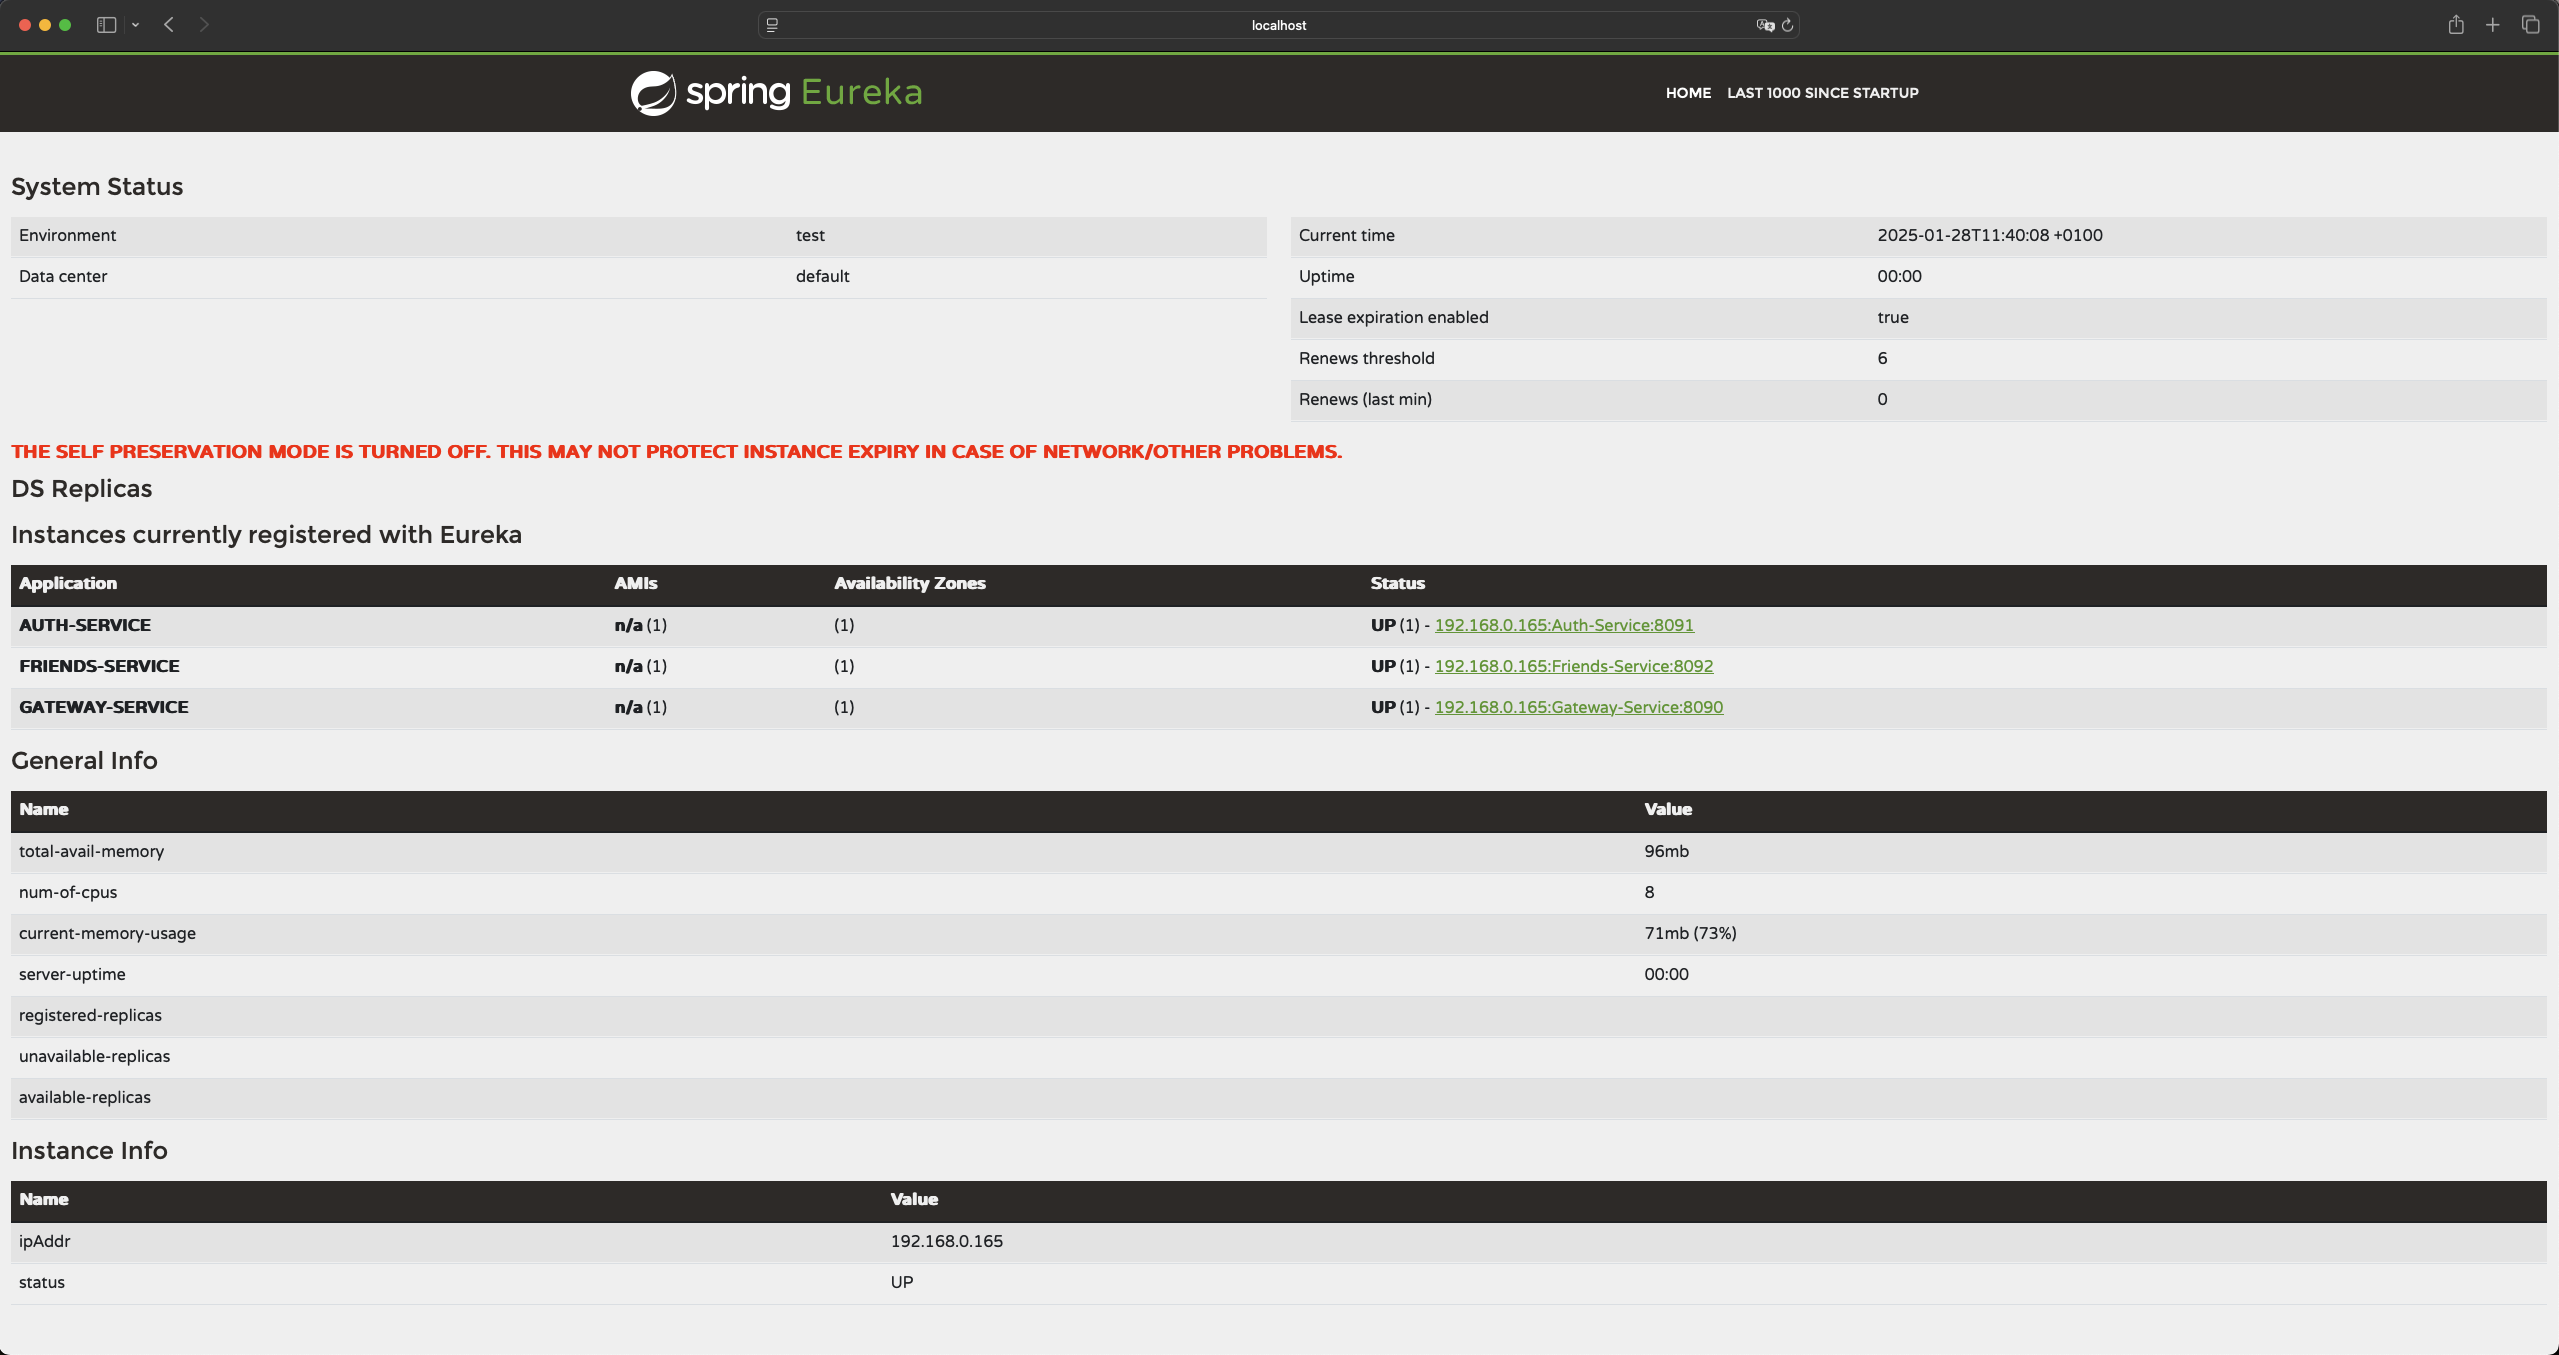 localhost
spring Eureka
HOME LAST 1000 SINCE STARTUP
System Status
Environment test
Data center default
Current time 2025-01-28T11:40:08 +0100
Uptime 00:00
Lease expiration enabled true
Renews threshold 6
Renews (last min) 0
THE SELF PRESERVATION MODE IS TURNED OFF. THIS MAY NOT PROTECT INSTANCE EXPIRY IN CASE OF NETWORK/OTHER PROBLEMS.
DS Replicas
Instances currently registered with Eureka
Application AMIs Availability Zones Status
AUTH-SERVICE n/a (1) (1) UP (1) - 192.168.0.165:Auth-Service:8091
FRIENDS-SERVICE n/a (1) (1) UP (1) - 192.168.0.165:Friends-Service:8092
GATEWAY-SERVICE n/a (1) (1) UP (1) - 192.168.0.165:Gateway-Service:8090
General Info
Name Value
total-avail-memory 96mb
num-of-cpus 8
current-memory-usage 71mb (73%)
server-uptime 00:00
registered-replicas
unavailable-replicas
available-replicas
Instance Info
Name Value
ipAddr 192.168.0.165
status UP